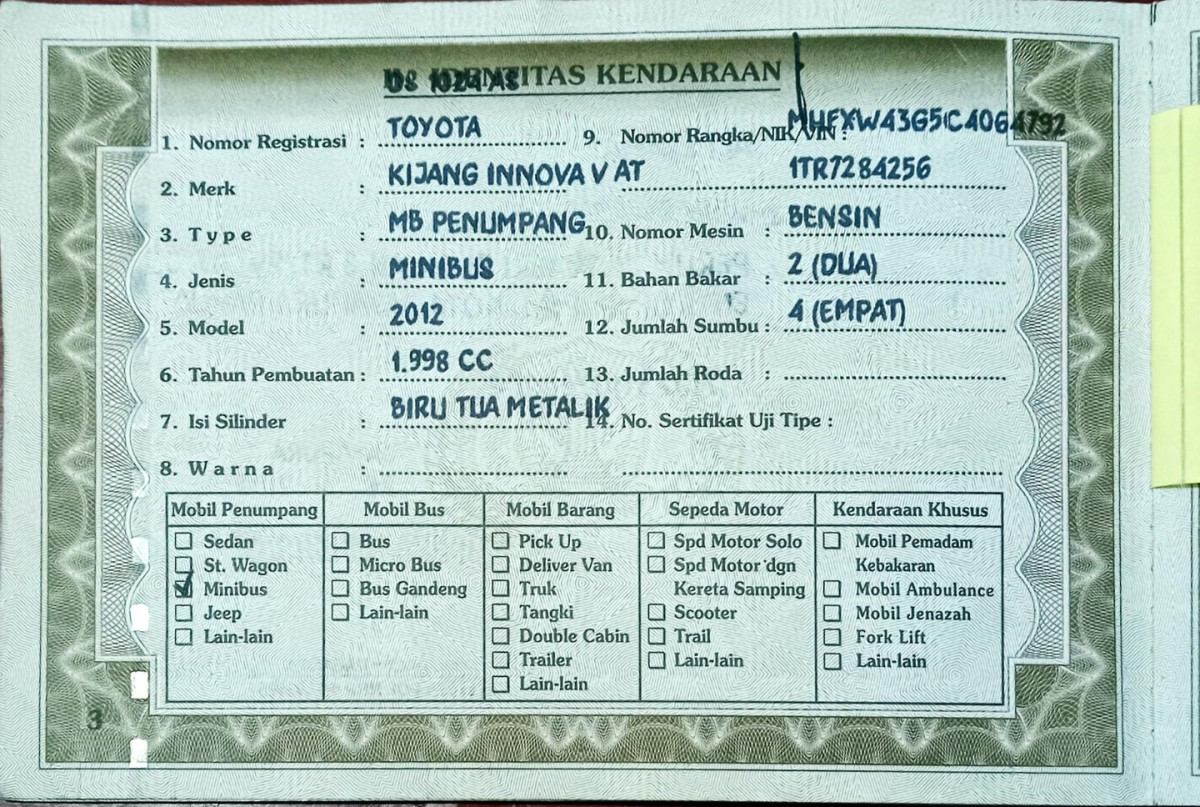 IDENTITAS KENDARAAN
DS 1024 AS
1. Nomor Registrasi :
TOYOTA
2. Merk :
KIJANG INNOVA V AT
3. Type :
MB PENUMPANG
4. Jenis :
MINIBUS
5. Model :
2012
6. Tahun Pembuatan :
1.998 CC
7. Isi Silinder :
BIRU TUA METALIK
8. Warna :
9. Nomor Rangka/NIK/VIN :
MHFXW43G5C4064792
1TR7284256
10. Nomor Mesin :
BENSIN
11. Bahan Bakar :
2 (DUA)
12. Jumlah Sumbu :
4 (EMPAT)
13. Jumlah Roda :
14. No. Sertifikat Uji Tipe :
Mobil Penumpang
Sedan
St. Wagon
Minibus
Jeep
Lain-lain
Mobil Bus
Bus
Micro Bus
Bus Gandeng
Lain-lain
Mobil Barang
Pick Up
Deliver Van
Truk
Tangki
Double Cabin
Trailer
Lain-lain
Sepeda Motor
Spd Motor Solo
Spd Motor dgn
Kereta Samping
Scooter
Trail
Lain-lain
Kendaraan Khusus
Mobil Pemadam
Kebakaran
Mobil Ambulance
Mobil Jenazah
Fork Lift
Lain-lain
3